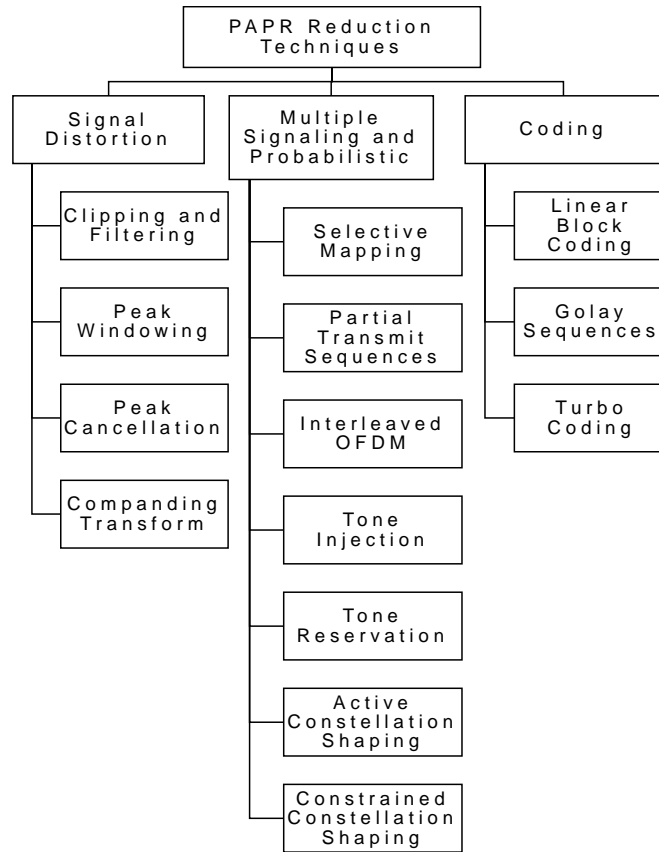 PAPR Reduction
Techniques
Signal
Distortion
Multiple
Signaling and
Probabilistic
Coding
Clipping and
Filtering
Peak
Windowing
Peak
Cancellation
Companding
Transform
Selective
Mapping
Partial
Transmit
Sequences
Interleaved
OFDM
Tone
Injection
Tone
Reservation
Active
Constellation
Shaping
Constrained
Constellation
Shaping
Linear
Block
Coding
Golay
Sequences
Turbo
Coding